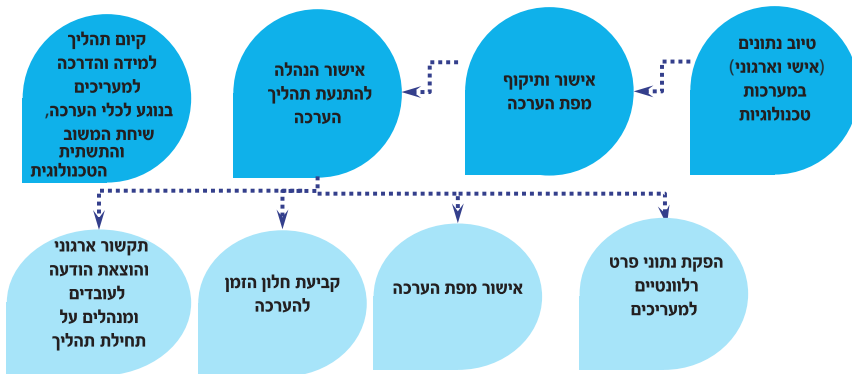 טיוב נתונים
(אישי וארגוני)
במערכות
טכנולוגיות
אישור ותיקוף
מפת הערכה
אישור הנהלה
להתנעת תהליך
הערכה
קיום תהליך
למידה והדרכה
למעריכים
בנוגע לכלי הערכה,
שיחת המשוב
והתשתית
הטכנולוגית
הפקת נתוני פרט
רלוונטיים
למעריכים
אישור מפת הערכה
קביעת חלון הזמן
להערכה
תקשור ארגוני
והוצאת הודעה
לעובדים
ומנהלים על
תחילת תהליך